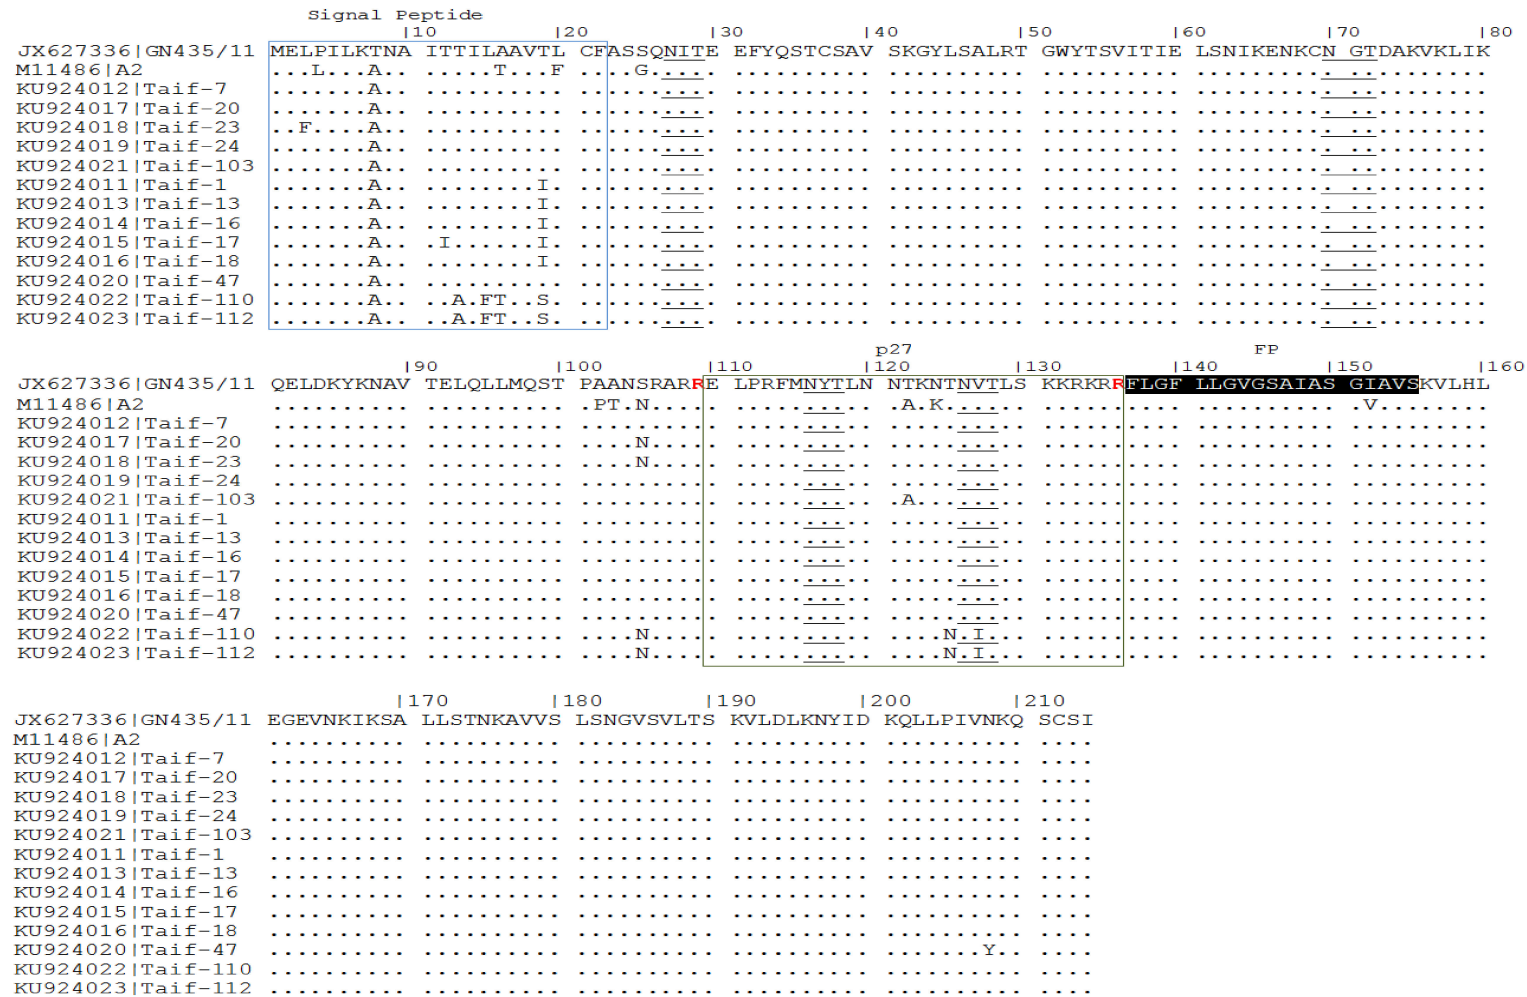 Signal Peptide
|10 |20 |30 |40 |50 |60 |70 |80
JX627336|GN435/11 MELPILKTNA ITTILAAVTL CFASSQNITE EFYQSTCSAV SKGYLSALRT GWYTSVITIE LSNIKENKCN GTDAKVKLIK
M11486|A2 ...L...A.. .....T...F ....G..... .......... .......... .......... .......... ..........
KU924012|Taif-7 .......A.. .......... .......... .......... .......... .......... .......... ..........
KU924017|Taif-20 .......A.. .......... .......... .......... .......... .......... .......... ..........
KU924018|Taif-23 ..F....A.. .......... .......... .......... .......... .......... .......... ..........
KU924019|Taif-24 .......A.. .......... .......... .......... .......... .......... .......... ..........
KU924021|Taif-103 .......A.. .......... .......... .......... .......... .......... .......... ..........
KU924011|Taif-1 .......A.. ........I. .......... .......... .......... .......... .......... ..........
KU924013|Taif-13 .......A.. ........I. .......... .......... .......... .......... .......... ..........
KU924014|Taif-16 .......A.. ........I. .......... .......... .......... .......... .......... ..........
KU924015|Taif-17 .......A.. .I......I. .......... .......... .......... .......... .......... ..........
KU924016|Taif-18 .......A.. ........I. .......... .......... .......... .......... .......... ..........
KU924020|Taif-47 .......A.. .......... .......... .......... .......... .......... .......... ..........
KU924022|Taif-110 .......A.. ..A.FT..S. .......... .......... .......... .......... .......... ..........
KU924023|Taif-112 .......A.. ..A.FT..S. .......... .......... .......... .......... .......... ..........
p27 FP
|90 |100 |110 |120 |130 |140 |150 |160
JX627336|GN435/11 QELDKYKNAV TELQLLMQST PAANSRARRE LPRFMNYTLN NTKNTNVTLS KKRKRRFLGF LLGVGSAIAS GIAVSKVLHL
M11486|A2 .......... .......... .PT.N..... .......... .A.K...... .......... .......... .V........
KU924012|Taif-7 .......... .......... .......... .......... .......... .......... .......... ..........
KU924017|Taif-20 .......... .......... ....N..... .......... .......... .......... .......... ..........
KU924018|Taif-23 .......... .......... ....N..... .......... .......... .......... .......... ..........
KU924019|Taif-24 .......... .......... .......... .......... .......... .......... .......... ..........
KU924021|Taif-103 .......... .......... .......... .......... .A........ .......... .......... ..........
KU924011|Taif-1 .......... .......... .......... .......... .......... .......... .......... ..........
KU924013|Taif-13 .......... .......... .......... .......... .......... .......... .......... ..........
KU924014|Taif-16 .......... .......... .......... .......... .......... .......... .......... ..........
KU924015|Taif-17 .......... .......... .......... .......... .......... .......... .......... ..........
KU924016|Taif-18 .......... .......... .......... .......... .......... .......... .......... ..........
KU924020|Taif-47 .......... .......... .......... .......... .......... .......... .......... ..........
KU924022|Taif-110 .......... .......... ....N..... .......... ....N.I... .......... .......... ..........
KU924023|Taif-112 .......... .......... ....N..... .......... ....N.I... .......... .......... ..........
|170 |180 |190 |200 |210
JX627336|GN435/11 EGEVNKIKSA LLSTNKAVVS LSNGVSVLTS KVLDLKNYID KQLLPIVNKQ SCSI
M11486|A2 .......... .......... .......... .......... .......... ....
KU924012|Taif-7 .......... .......... .......... .......... .......... ....
KU924017|Taif-20 .......... .......... .......... .......... .......... ....
KU924018|Taif-23 .......... .......... .......... .......... .......... ....
KU924019|Taif-24 .......... .......... .......... .......... .......... ....
KU924021|Taif-103 .......... .......... .......... .......... .......... ....
KU924011|Taif-1 .......... .......... .......... .......... .......... ....
KU924013|Taif-13 .......... .......... .......... .......... .......... ....
KU924014|Taif-16 .......... .......... .......... .......... .......... ....
KU924015|Taif-17 .......... .......... .......... .......... .......... ....
KU924016|Taif-18 .......... .......... .......... .......... .......... ....
KU924020|Taif-47 .......... .......... .......... .......... .......Y.. ....
KU924022|Taif-110 .......... .......... .......... .......... .......... ....
KU924023|Taif-112 .......... .......... .......... .......... .......... ....